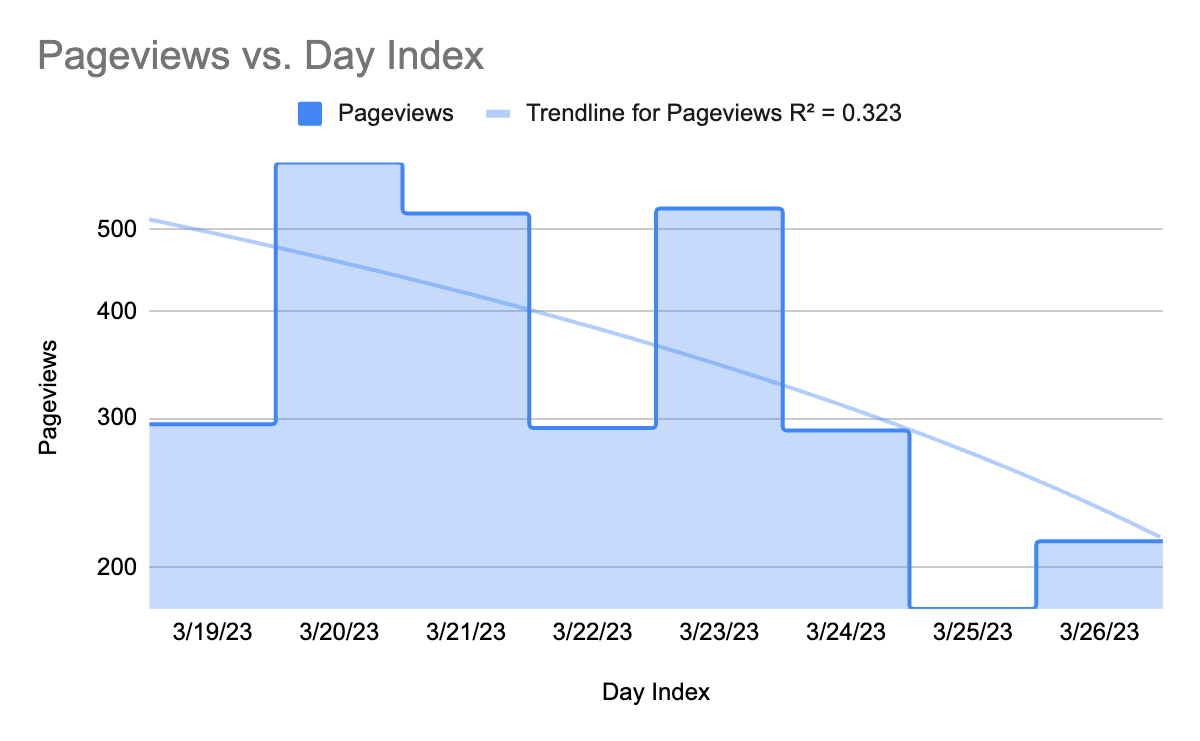 Pageviews vs. Day Index
Pageviews
Trendline for Pageviews R² = 0.323
500
400
300
200
Pageviews
3/19/23
3/20/23
3/21/23
3/22/23
3/23/23
3/24/23
3/25/23
3/26/23
Day Index